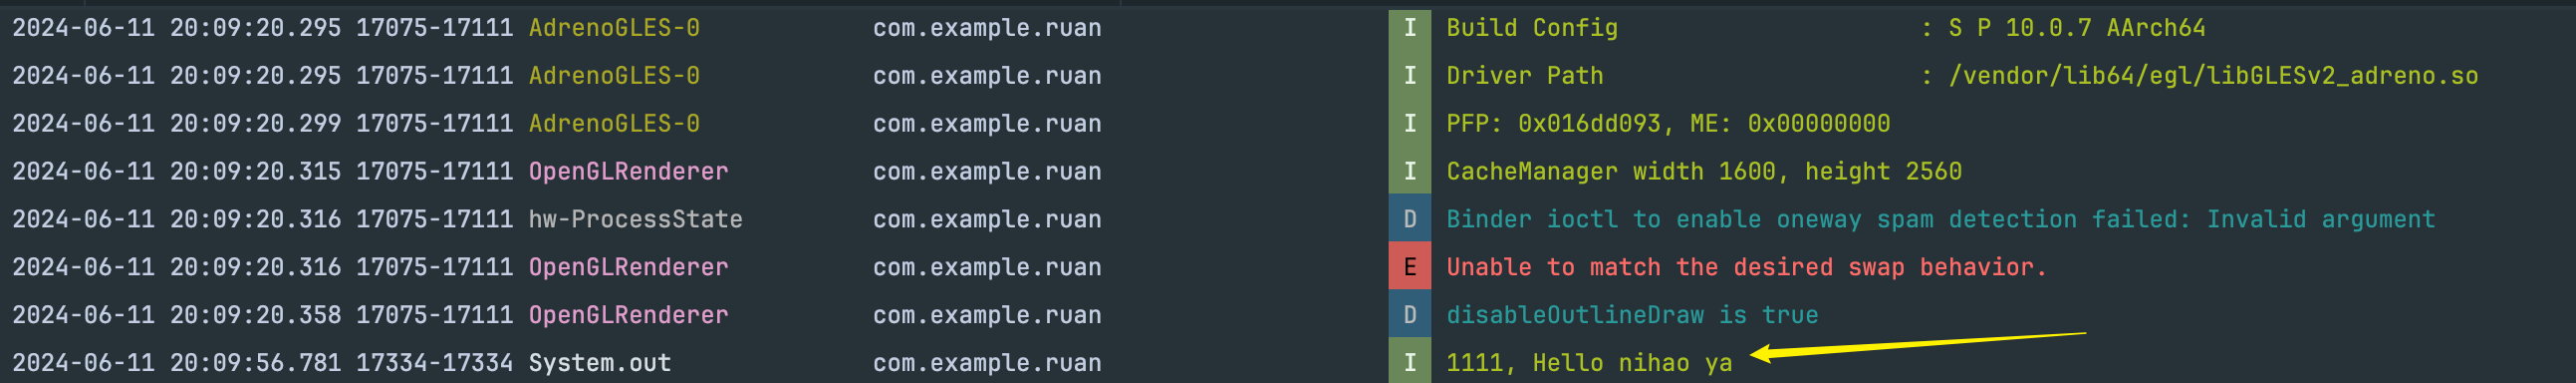 2024-06-11 20:09:20.295 17075-17111 AdrenoGLES-0 com.example.ruan I Build Config : S P 10.0.7 AArch64
2024-06-11 20:09:20.295 17075-17111 AdrenoGLES-0 com.example.ruan I Driver Path : /vendor/lib64/egl/libGLESv2_adreno.so
2024-06-11 20:09:20.299 17075-17111 AdrenoGLES-0 com.example.ruan I PFP: 0x016dd093, ME: 0x00000000
2024-06-11 20:09:20.315 17075-17111 OpenGLRenderer com.example.ruan I CacheManager width 1600, height 2560
2024-06-11 20:09:20.316 17075-17111 hw-ProcessState com.example.ruan D Binder ioctl to enable oneway spam detection failed: Invalid argument
2024-06-11 20:09:20.316 17075-17111 OpenGLRenderer com.example.ruan E Unable to match the desired swap behavior.
2024-06-11 20:09:20.358 17075-17111 OpenGLRenderer com.example.ruan D disableOutlineDraw is true
2024-06-11 20:09:56.781 17334-17334 System.out com.example.ruan I 1111, Hello nihao ya